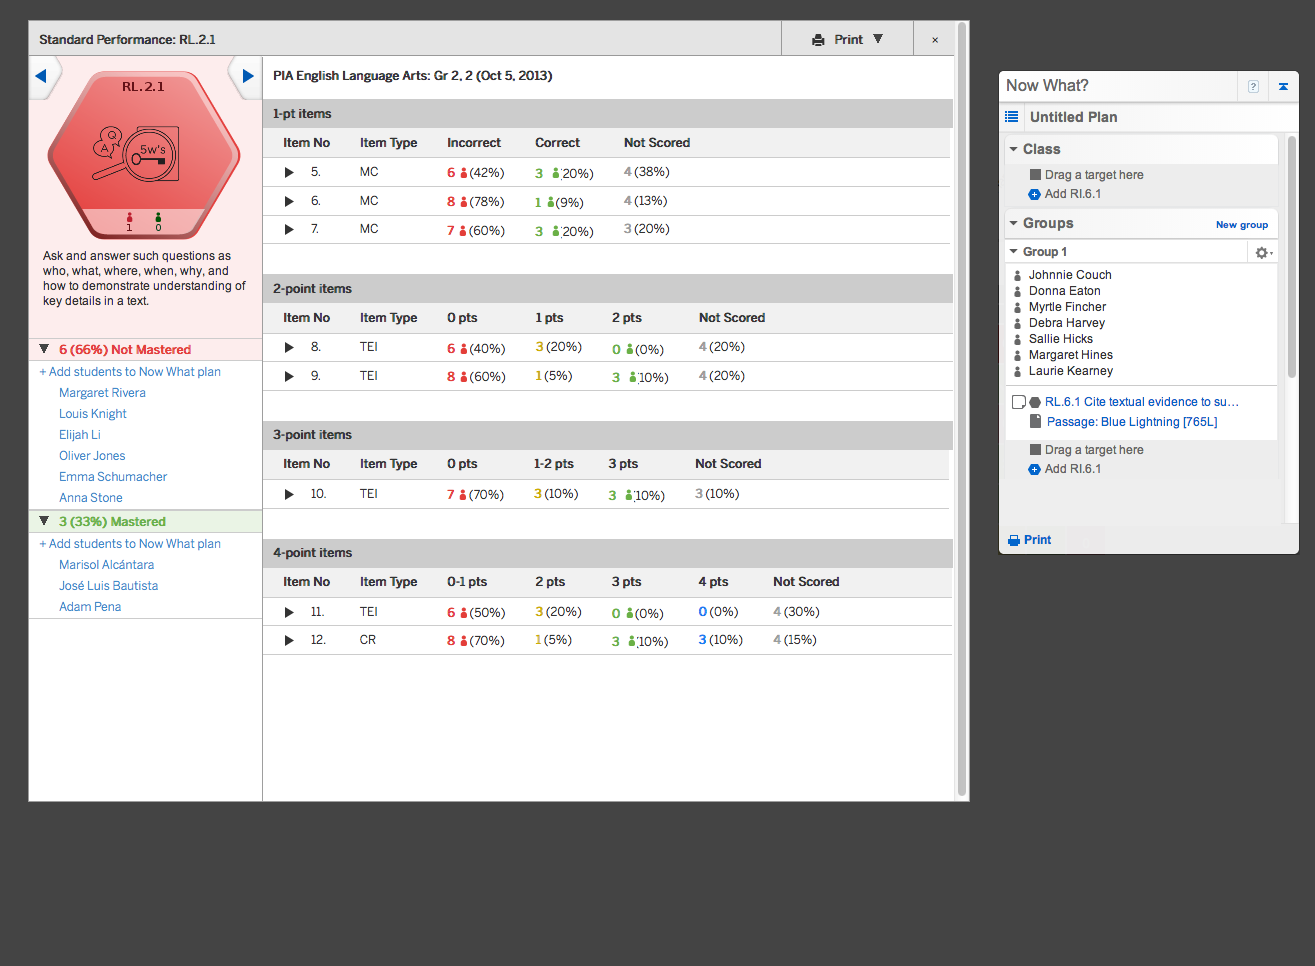 Standard Performance: RL.2.1
Print
×
RL.2.1
Q
A
5w's
1 0
Ask and answer such questions as
who, what, where, when, why, and
how to demonstrate understanding of
key details in a text.
6 (66%) Not Mastered
+ Add students to Now What plan
Margaret Rivera
Louis Knight
Elijah Li
Oliver Jones
Emma Schumacher
Anna Stone
3 (33%) Mastered
+ Add students to Now What plan
Marisol Alcántara
José Luis Bautista
Adam Pena
PIA English Language Arts: Gr 2, 2 (Oct 5, 2013)
1-pt items
Item No Item Type Incorrect Correct Not Scored
5. MC 6 (42%) 3 (20%) 4 (38%)
6. MC 8 (78%) 1 (9%) 4 (13%)
7. MC 7 (60%) 3 (20%) 3 (20%)
2-point items
Item No Item Type 0 pts 1 pts 2 pts Not Scored
8. TEI 6 (40%) 3 (20%) 0 (0%) 4 (20%)
9. TEI 8 (60%) 1 (5%) 3 (10%) 4 (20%)
3-point items
Item No Item Type 0 pts 1-2 pts 3 pts Not Scored
10. TEI 7 (70%) 3 (10%) 3 (10%) 3 (10%)
4-point items
Item No Item Type 0-1 pts 2 pts 3 pts 4 pts Not Scored
11. TEI 6 (50%) 3 (20%) 0 (0%) 0 (0%) 4 (30%)
12. CR 8 (70%) 1 (5%) 3 (10%) 3 (10%) 4 (15%)
Now What?
?
Untitled Plan
Class
Drag a target here
Add RI.6.1
Groups New group
Group 1
Johnnie Couch
Donna Eaton
Myrtle Fincher
Debra Harvey
Sallie Hicks
Margaret Hines
Laurie Kearney
RL.6.1 Cite textual evidence to su...
Passage: Blue Lightning [765L]
Drag a target here
Add RI.6.1
Print